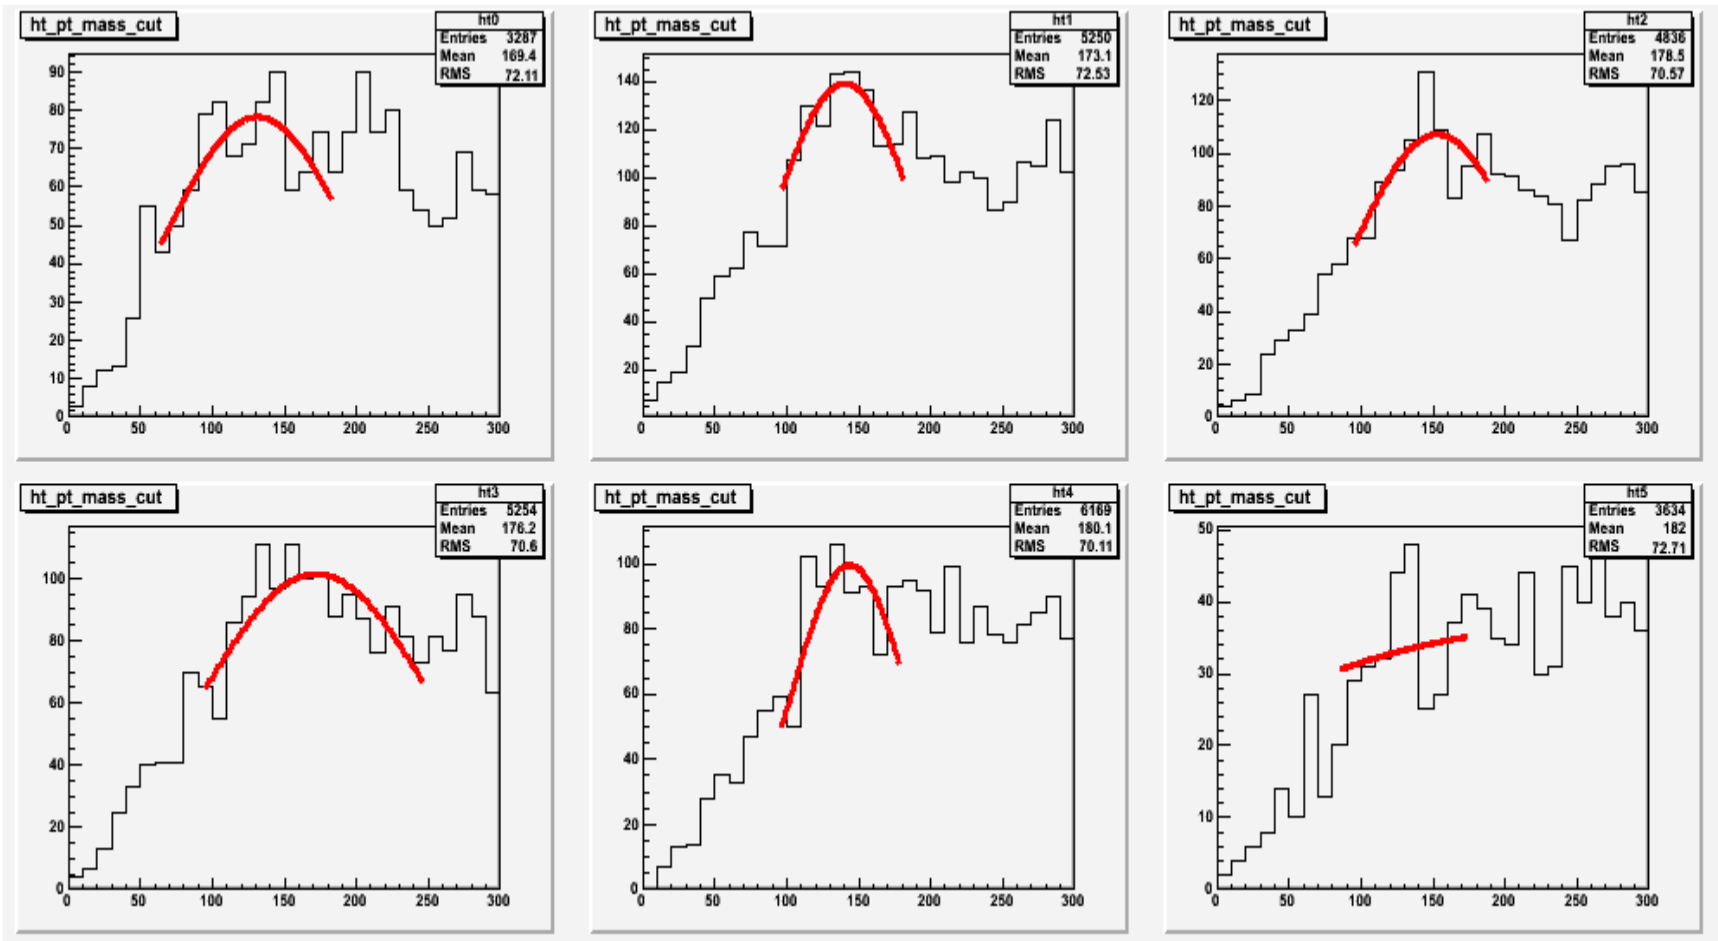 ht_pt_mass_cut
ht0
Entries 3287
Mean 169.4
RMS 72.11
90
80
70
60
50
40
30
20
10
0
0 50 100 150 200 250 300
ht_pt_mass_cut
ht1
Entries 5250
Mean 173.1
RMS 72.53
140
120
100
80
60
40
20
0 50 100 150 200 250 300
ht_pt_mass_cut
ht2
Entries 4836
Mean 178.5
RMS 70.57
120
100
80
60
40
20
0
0 50 100 150 200 250 300
ht_pt_mass_cut
ht3
Entries 5254
Mean 176.2
RMS 70.6
100
80
60
40
20
0
0 50 100 150 200 250 300
ht_pt_mass_cut
ht4
Entries 6169
Mean 180.1
RMS 70.11
100
80
60
40
20
0
0 50 100 150 200 250 300
ht_pt_mass_cut
ht5
Entries 3634
Mean 182
RMS 72.71
50
40
30
20
10
0
0 50 100 150 200 250 300